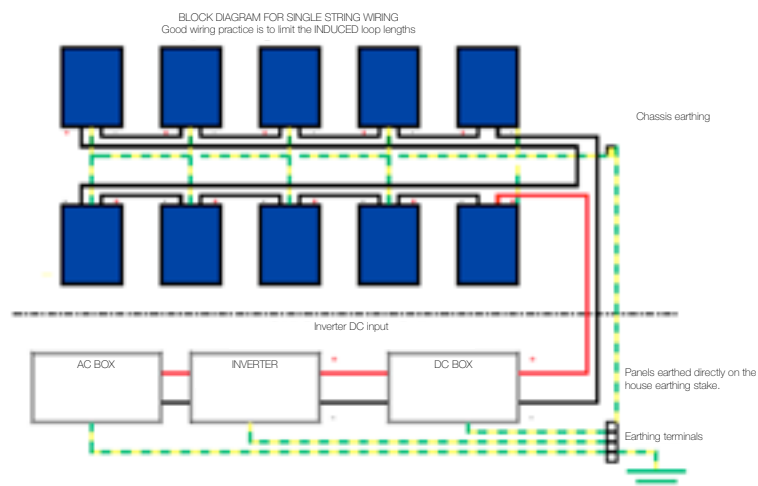 BLOCK DIAGRAM FOR SINGLE STRING WIRING
Good wiring practice is to limit the INDUCED loop lengths
Chassis earthing
Inverter DC input
AC BOX
INVERTER
DC BOX
Panels earthed directly on the
house earthing stake.
Earthing terminals